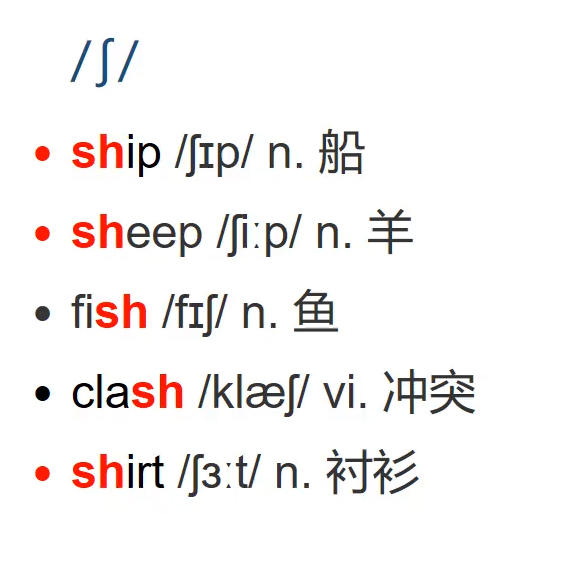 /ʃ/
• ship /ʃɪp/ n. 船
• sheep /ʃiːp/ n. 羊
• fish /fɪʃ/ n. 鱼
• clash /klæʃ/ vi. 冲突
• shirt /ʃɜːt/ n. 衬衫